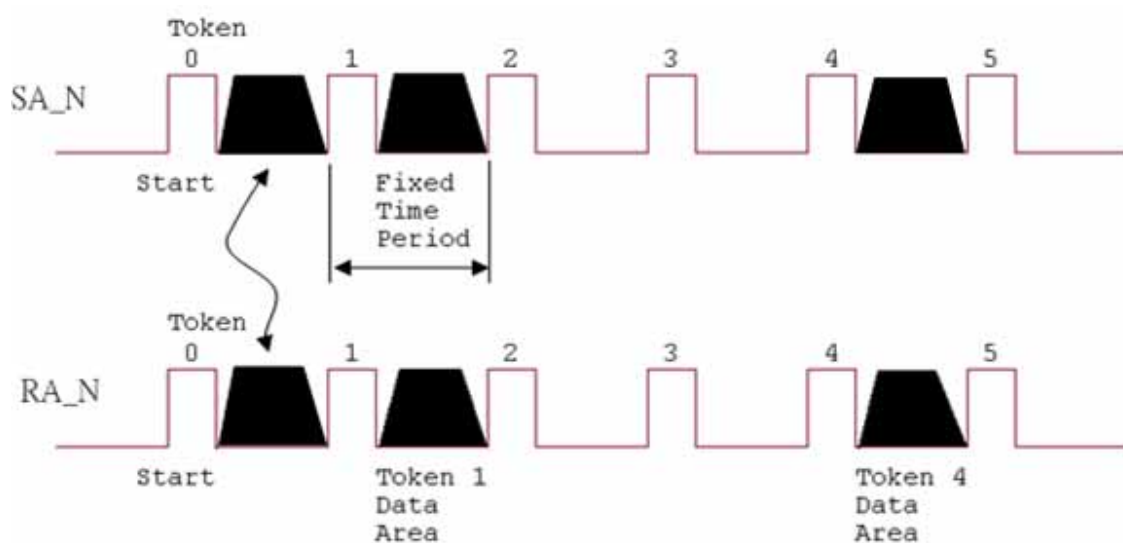 Token
0 1 2 3 4 5
SA_N
Start
Fixed
Time
Period
Token
0 1 2 3 4 5
RA_N
Start
Token 1
Data
Area
Token 4
Data
Area